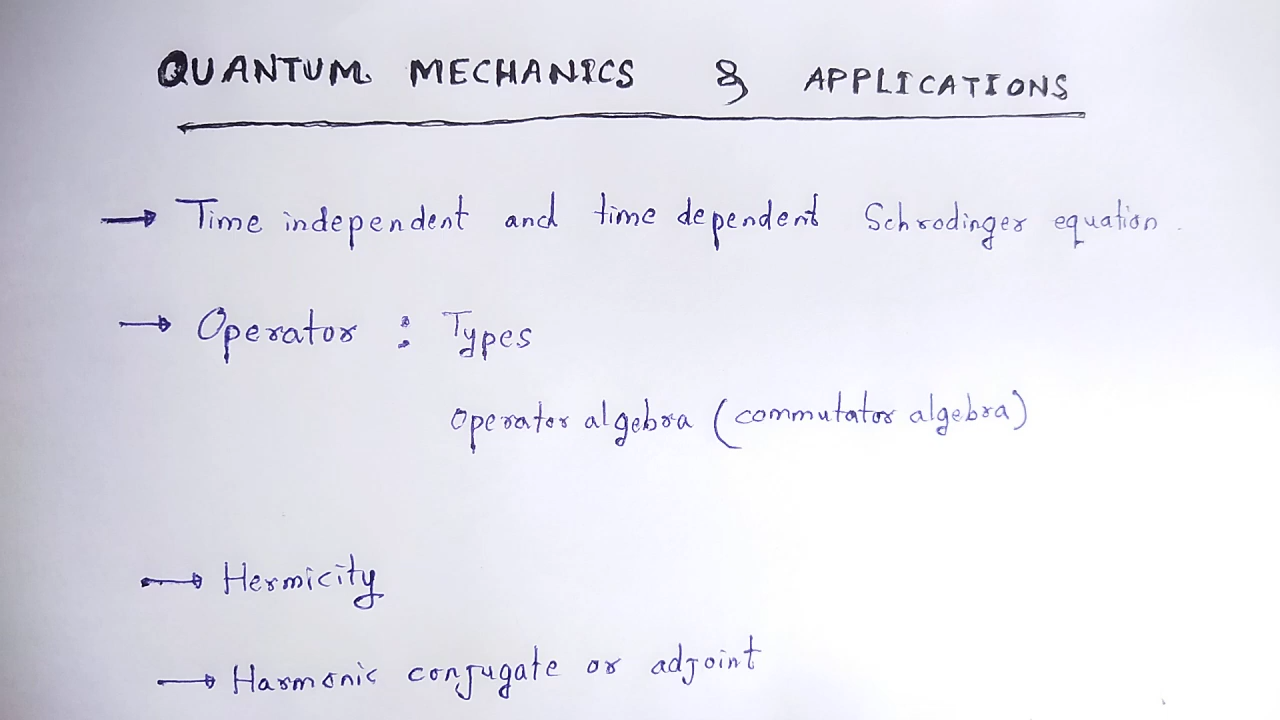 QUANTUM MECHANICS & APPLICATIONS
→ Time independent and time dependent Schrodinger equation.
→ Operator : Types
Operator algebra (commutator algebra)
→ Hermicity
→ Harmonic conjugate or adjoint